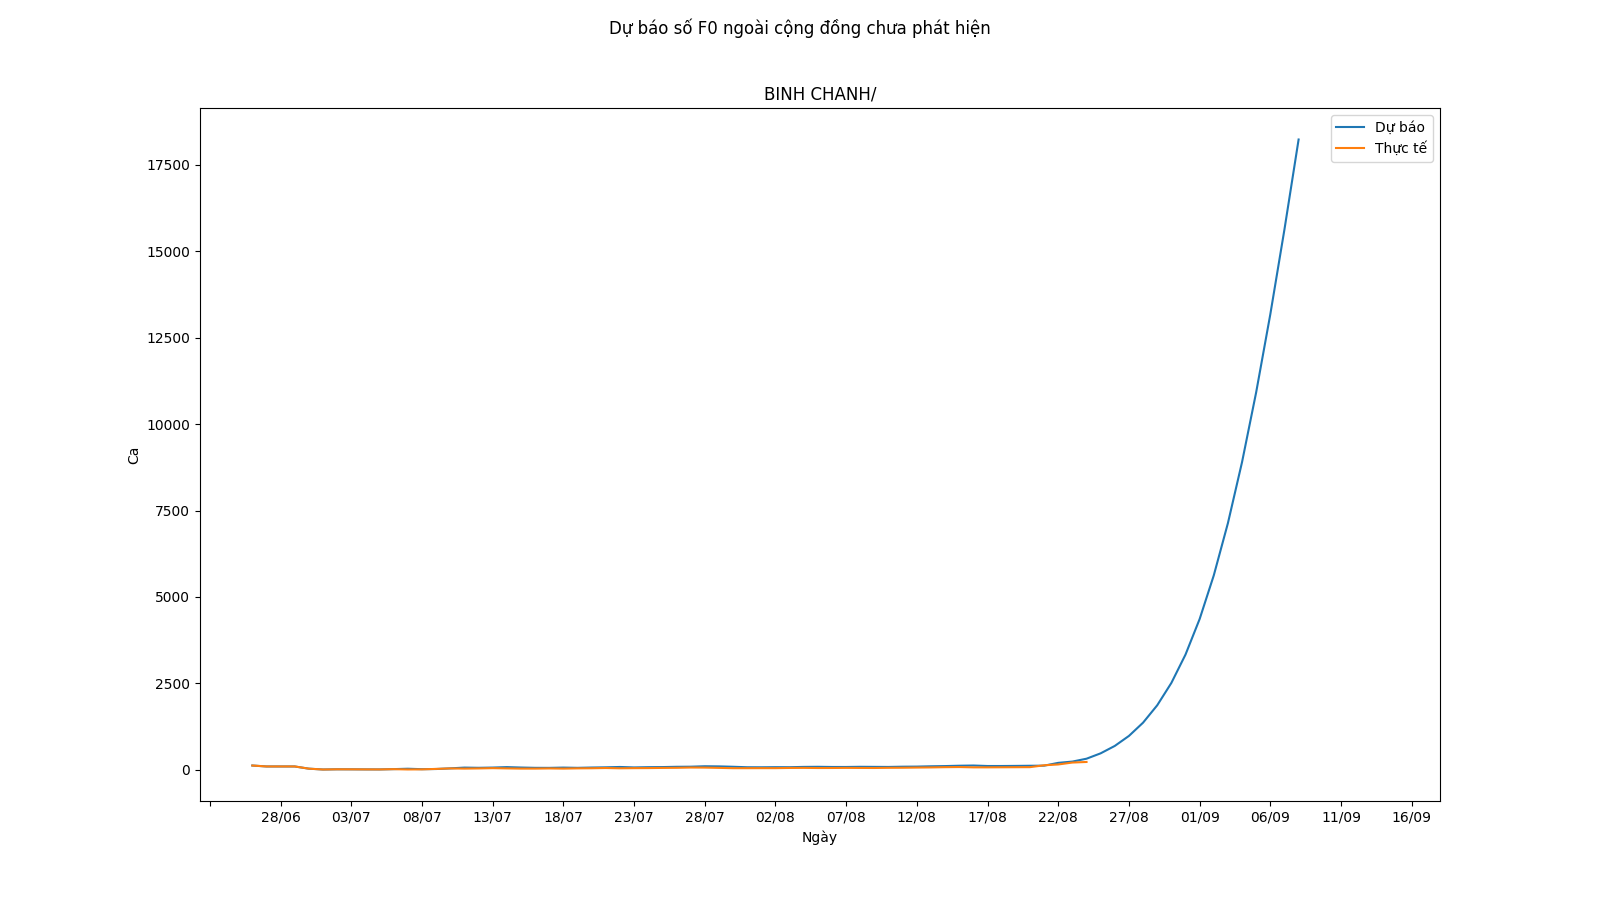 Dự báo số F0 ngoài cộng đồng chưa phát hiện
BINH CHANH/
Dự báo
Thực tế
17500
15000
12500
10000
7500
5000
2500
0
Ca
28/06 03/07 08/07 13/07 18/07 23/07 28/07 02/08 07/08 12/08 17/08 22/08 27/08 01/09 06/09 11/09 16/09
Ngày